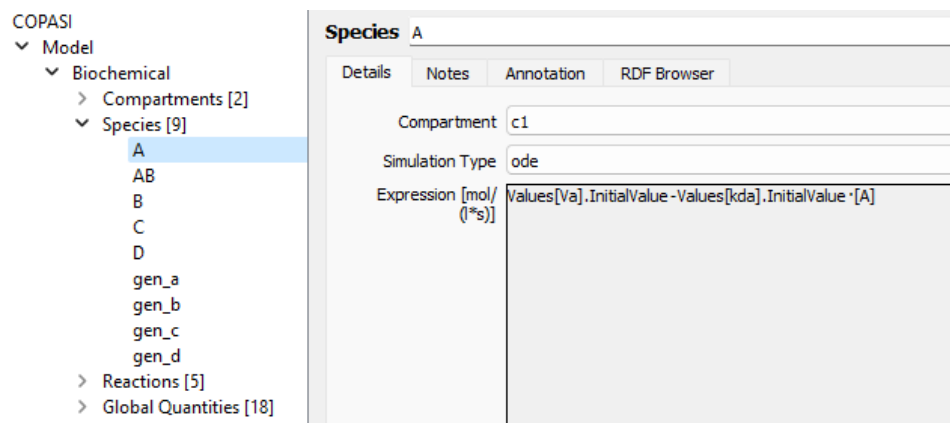 COPASI
Model
Biochemical
Compartments [2]
Species [9]
A
AB
B
C
D
gen_a
gen_b
gen_c
gen_d
Reactions [5]
Global Quantities [18]
Species A
Details Notes Annotation RDF Browser
Compartment c1
Simulation Type ode
Expression [mol/
(l*s)]
Values[Va].InitialValue-Values[kda].InitialValue·[A]